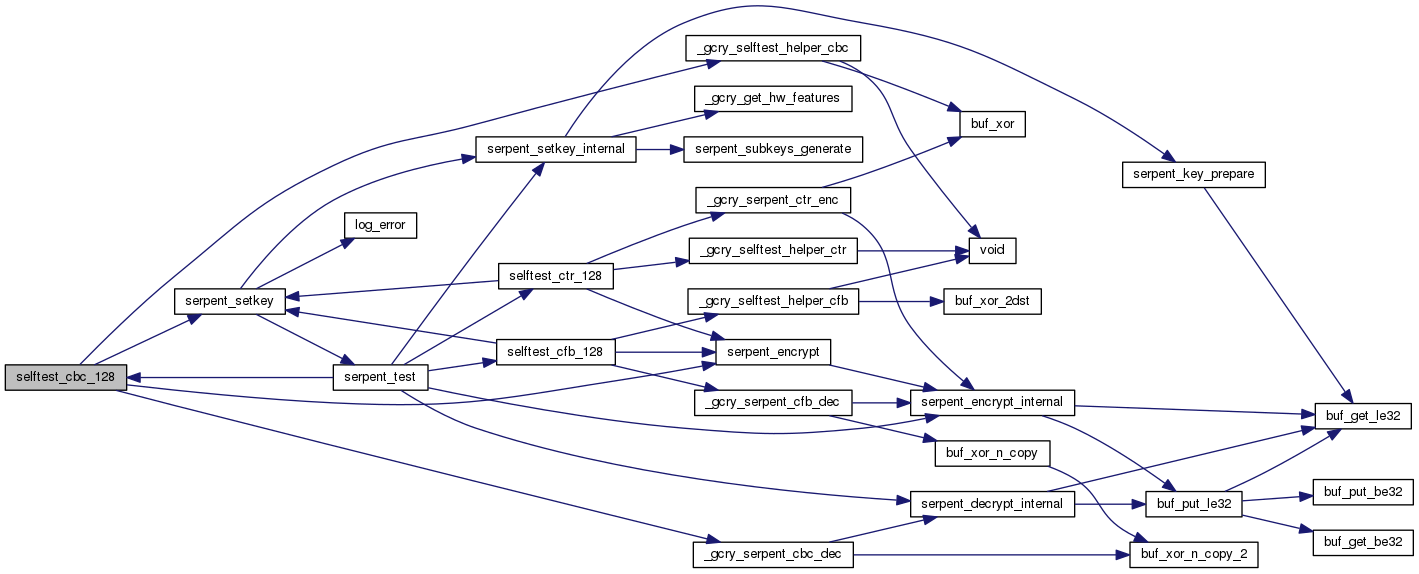 selftest_cbc_128
serpent_setkey
log_error
serpent_test
serpent_setkey_internal
selftest_ctr_128
selftest_cfb_128
_gcry_selftest_helper_cbc
_gcry_get_hw_features
serpent_subkeys_generate
_gcry_serpent_ctr_enc
_gcry_selftest_helper_ctr
_gcry_selftest_helper_cfb
serpent_encrypt
_gcry_serpent_cfb_dec
_gcry_serpent_cbc_dec
buf_xor
void
buf_xor_2dst
serpent_encrypt_internal
buf_xor_n_copy
serpent_decrypt_internal
serpent_key_prepare
buf_put_le32
buf_xor_n_copy_2
buf_get_le32
buf_put_be32
buf_get_be32